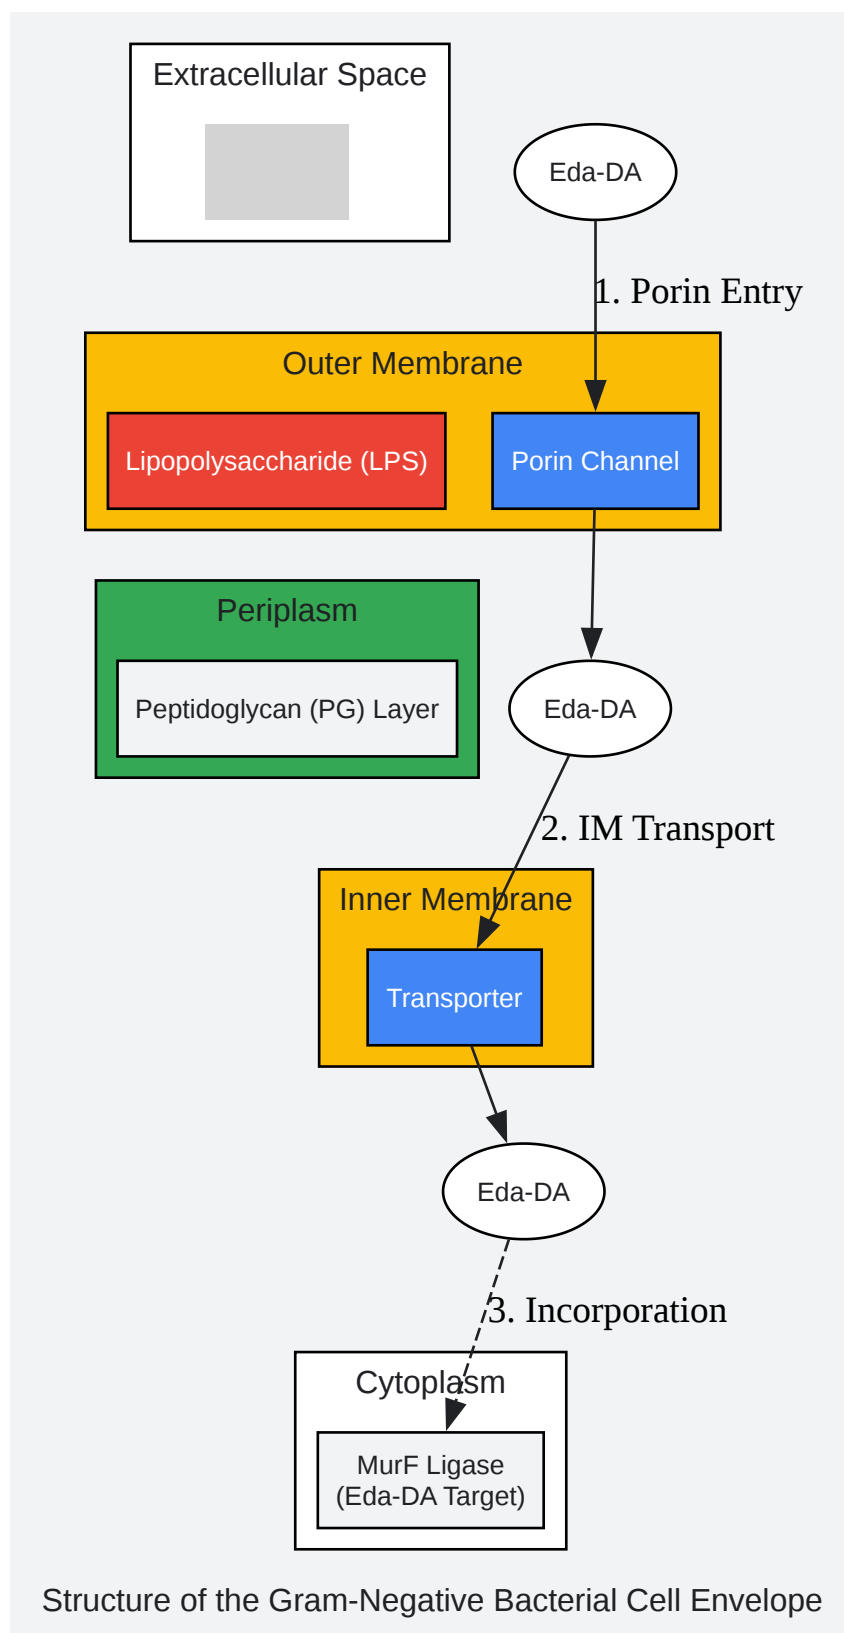 Extracellular Space
Eda-DA
1. Porin Entry
Outer Membrane
Lipopolysaccharide (LPS)
Porin Channel
Periplasm
Peptidoglycan (PG) Layer
Eda-DA
2. IM Transport
Inner Membrane
Transporter
Eda-DA
3. Incorporation
Cytoplasm
MurF Ligase
(Eda-DA Target)
Structure of the Gram-Negative Bacterial Cell Envelope